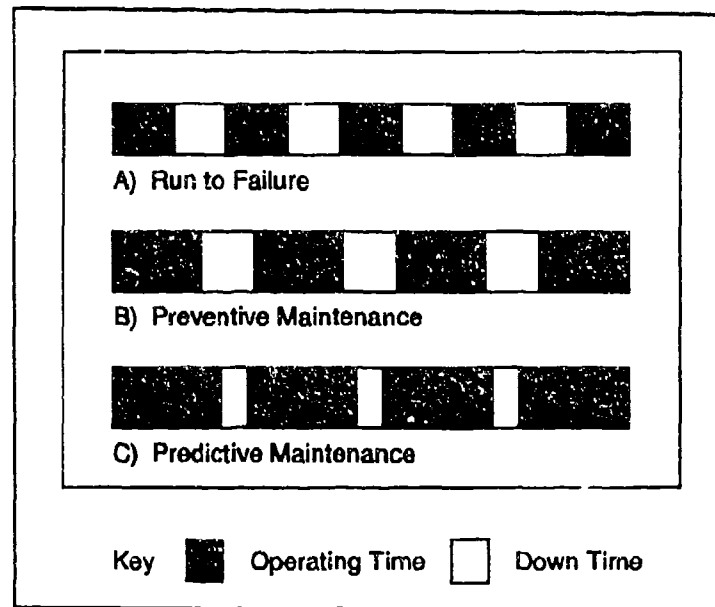 A) Run to Failure
B) Preventive Maintenance
C) Predictive Maintenance
Key Operating Time Down Time